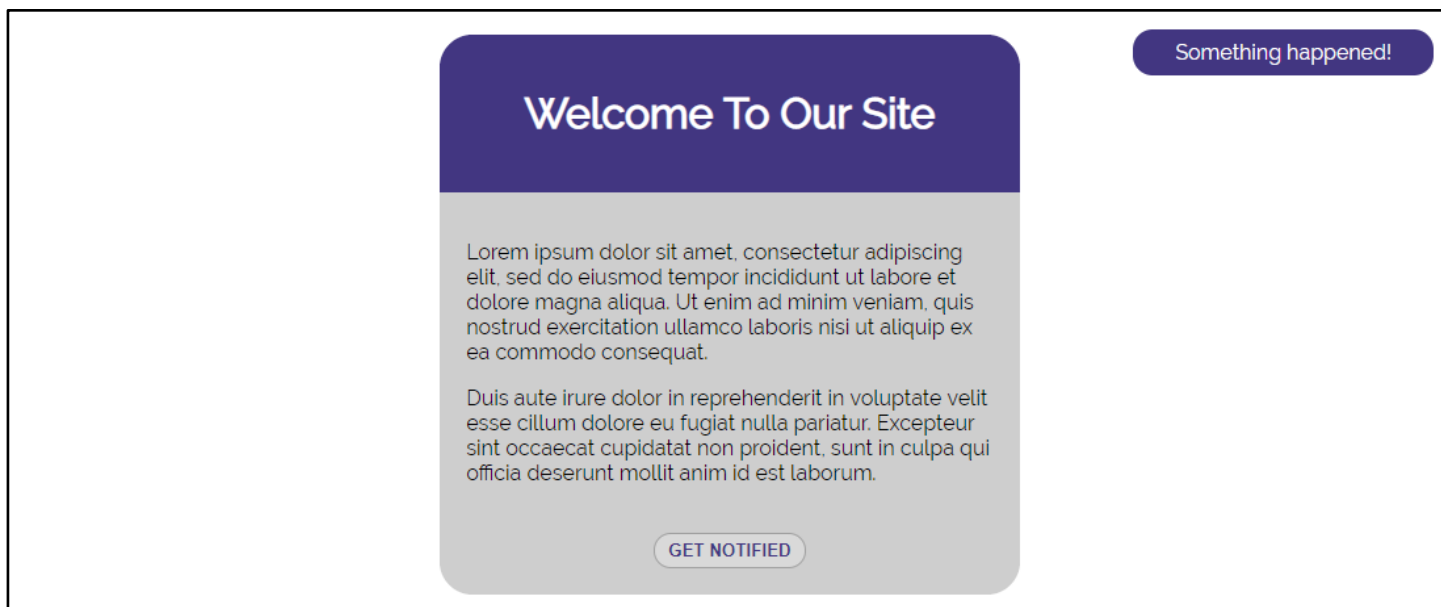 Something happened!
Welcome To Our Site
Lorem ipsum dolor sit amet, consectetur adipiscing
elit, sed do eiusmod tempor incididunt ut labore et
dolore magna aliqua. Ut enim ad minim veniam, quis
nostrud exercitation ullamco laboris nisi ut aliquip ex
ea commodo consequat.
Duis aute irure dolor in reprehenderit in voluptate velit
esse cillum dolore eu fugiat nulla pariatur. Excepteur
sint occaecat cupidatat non proident, sunt in culpa qui
officia deserunt mollit anim id est laborum.
GET NOTIFIED